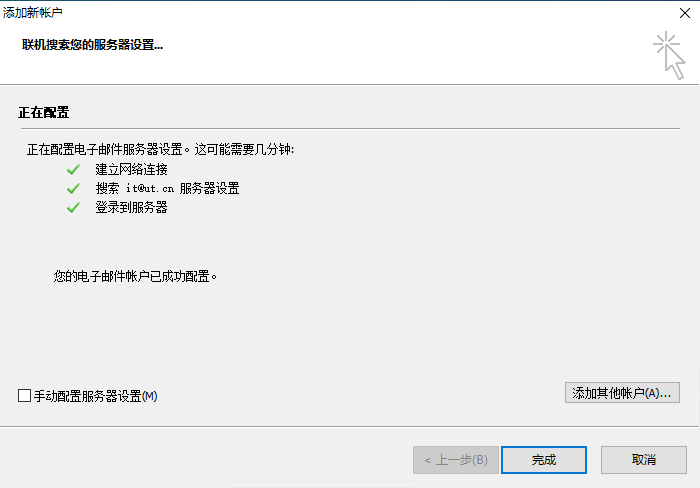 添加新帐户
联机搜索您的服务器设置...
正在配置
正在配置电子邮件服务器设置。这可能需要几分钟:
建立网络连接
搜索 it@ut.cn 服务器设置
登录到服务器
您的电子邮件帐户已成功配置。
手动配置服务器设置(M)
添加其他帐户(A)...
< 上一步(B)
完成
取消